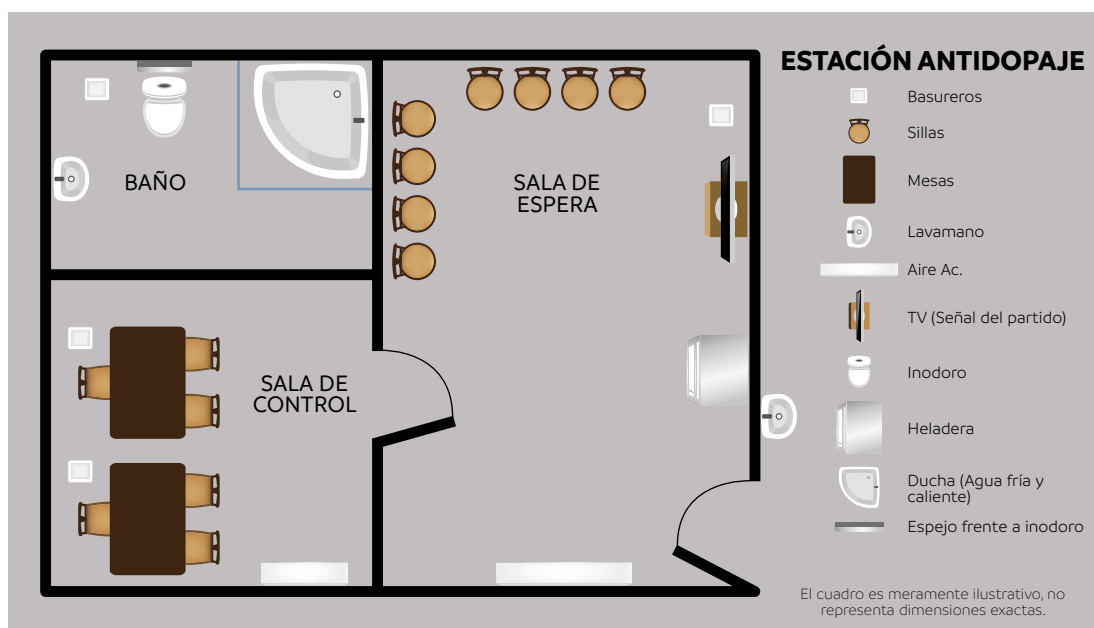 ESTACIÓN ANTIDOPAJE
Basureros
Sillas
Mesas
Lavamano
Aire Ac.
TV (Señal del partido)
Inodoro
Heladera
Ducha (Agua fría y
caliente)
Espejo frente a inodoro
El cuadro es meramente ilustrativo, no
representa dimensiones exactas.
BAÑO
SALA DE
ESPERA
SALA DE
CONTROL